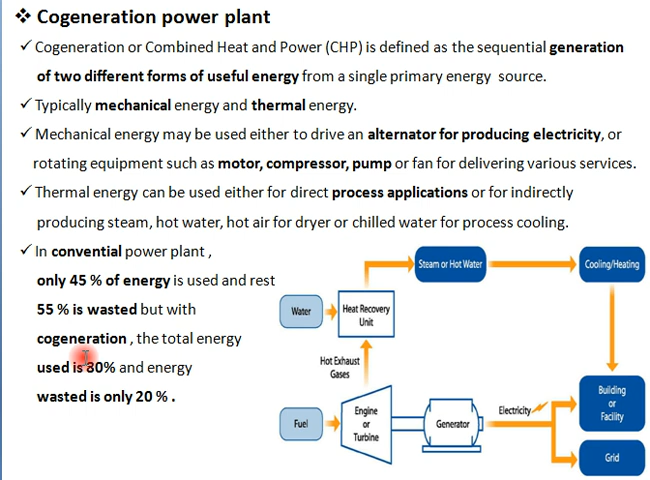 ❖ Cogeneration power plant
✓ Cogeneration or Combined Heat and Power (CHP) is defined as the sequential generation
of two different forms of useful energy from a single primary energy source.
✓ Typically mechanical energy and thermal energy.
✓ Mechanical energy may be used either to drive an alternator for producing electricity, or
rotating equipment such as motor, compressor, pump or fan for delivering various services.
✓ Thermal energy can be used either for direct process applications or for indirectly
producing steam, hot water, hot air for dryer or chilled water for process cooling.
✓ In convential power plant ,
only 45 % of energy is used and rest
55 % is wasted but with
cogeneration , the total energy
used is 80% and energy
wasted is only 20 % .
Steam or Hot Water
Cooling/Heating
Water
Heat Recovery
Unit
Hot Exhaust
Gases
Fuel
Engine
or
Turbine
Generator
Electricity
Building
or
Facility
Grid